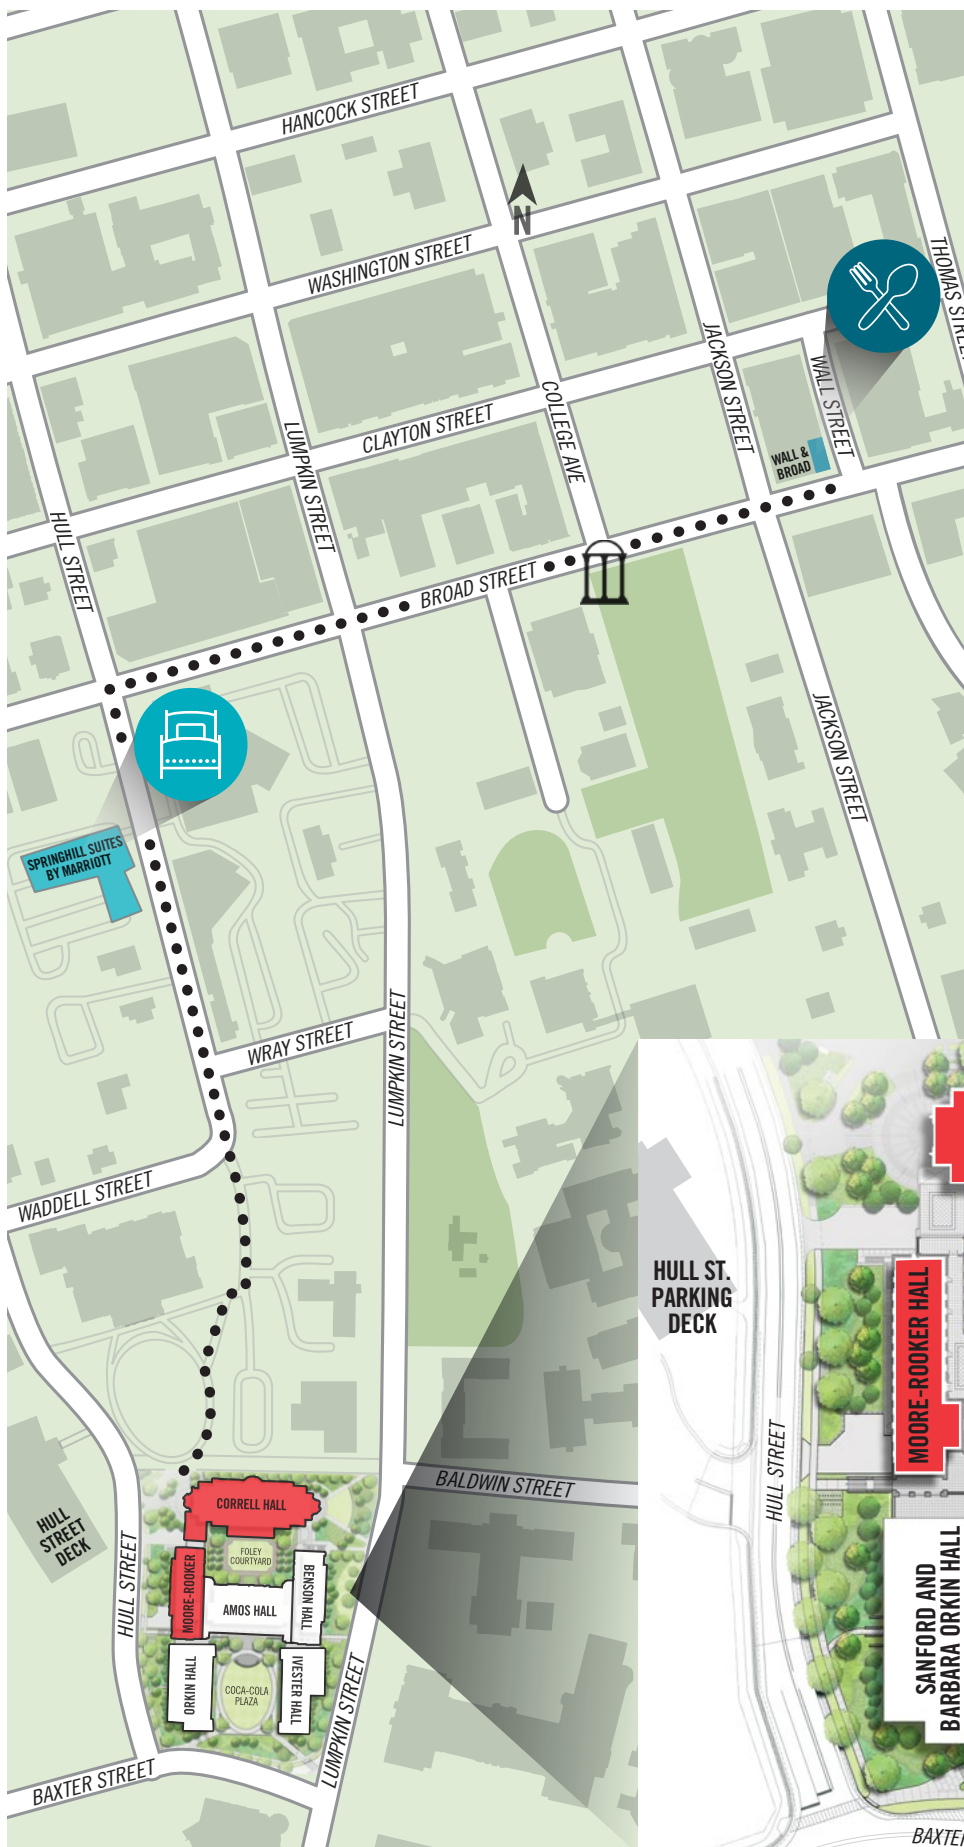 HANCOCK STREET
N
WASHINGTON STREET
THOMAS STREET
JACKSON STREET
WALL STREET
COLLEGE AVE
CLAYTON STREET
LUMPKIN STREET
WALL &
BROAD
HULL STREET
BROAD STREET
JACKSON STREET
SPRINGHILL SUITES
BY MARRIOTT
LUMPKIN STREET
WRAY STREET
WADDELL STREET
HULL ST.
PARKING
DECK
MOORE-ROOKER HALL
HULL STREET
BALDWIN STREET
CORRELL HALL
HULL
STREET
DECK
FOLEY
COURTYARD
MOORE-ROOKER
BENSON HALL
AMOS HALL
HULL STREET
SANFORD AND
BARBARA ORKIN HALL
ORKIN HALL
COCA-COLA
PLAZA
IVESTER HALL
LUMPKIN STREET
BAXTER STREET
BAXTER